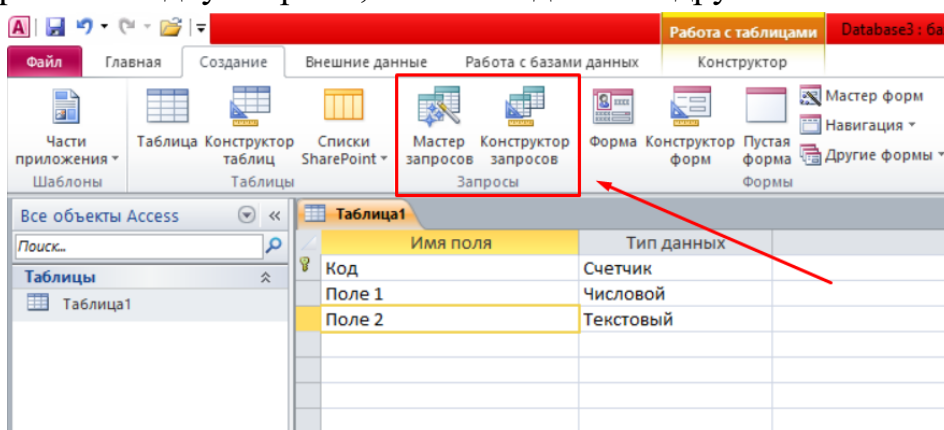 Работа с таблицами
Database3 : ба
Файл Главная Создание Внешние данные Работа с базами данных Конструктор
Части приложения
Таблица
Конструктор таблиц
Списки SharePoint
Мастер запросов
Конструктор запросов
Форма
Конструктор форм
Пустая форма
Мастер форм
Навигация
Другие формы
Шаблоны Таблицы Запросы Формы
Все объекты Access
Таблица1
Поиск...
Имя поля Тип данных
Таблицы
Код Счетчик
Таблица1
Поле 1 Числовой
Поле 2 Текстовый